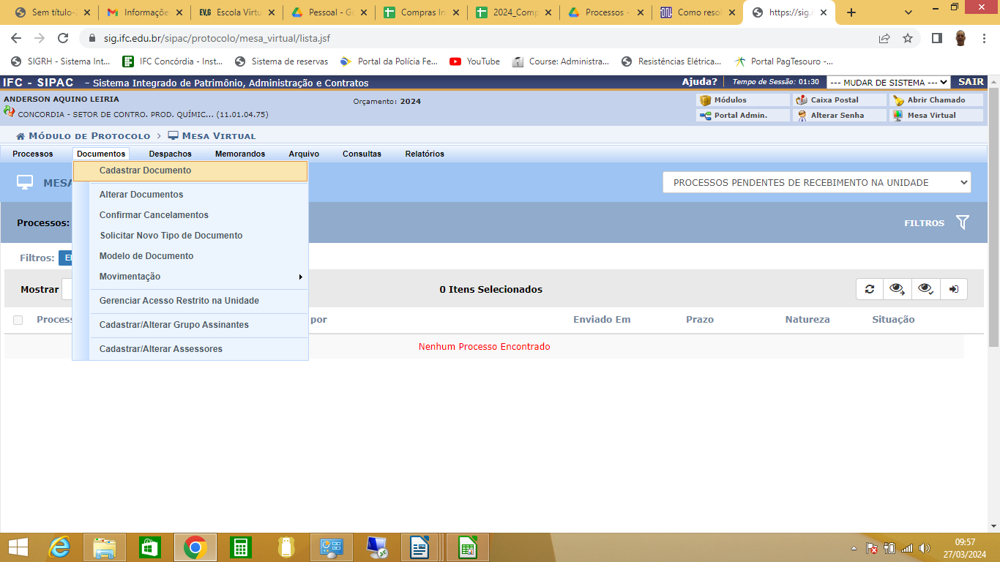 Sem título-
Informaçõe
EV.G Escola Virtu
Pessoal - Go
Compras In
2024_Comp
Processos -
Como reso
https://sig.i
sig.ifc.edu.br/sipac/protocolo/mesa_virtual/lista.jsf
SIGRH - Sistema Int...
IFC Concórdia - Inst...
Sistema de reservas
Portal da Polícia Fe...
YouTube
Course: Administra...
Resistências Elétrica...
Portal PagTesouro -...
IFC - SIPAC - Sistema Integrado de Patrimônio, Administração e Contratos
Ajuda?
Tempo de Sessão: 01:30
--- MUDAR DE SISTEMA ---
SAIR
ANDERSON AQUINO LEIRIA
CONCORDIA - SETOR DE CONTRO. PROD. QUÍMIC... (11.01.04.75)
Orçamento: 2024
Módulos
Caixa Postal
Abrir Chamado
Portal Admin.
Alterar Senha
Mesa Virtual
Módulo de Protocolo > Mesa Virtual
Processos
Documentos
Despachos
Memorandos
Arquivo
Consultas
Relatórios
Cadastrar Documento
Alterar Documentos
Confirmar Cancelamentos
Solicitar Novo Tipo de Documento
Modelo de Documento
Movimentação
Gerenciar Acesso Restrito na Unidade
Cadastrar/Alterar Grupo Assinantes
Cadastrar/Alterar Assessores
MESA
PROCESSOS PENDENTES DE RECEBIMENTO NA UNIDADE
Processos:
FILTROS
Filtros:
Mostrar
0 Itens Selecionados
Process
por
Enviado Em
Prazo
Natureza
Situação
Nenhum Processo Encontrado
09:57
27/03/2024